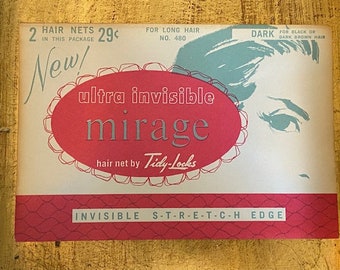 2 HAIR NETS 29¢
IN THIS PACKAGE
FOR LONG HAIR
NO. 480
DARK
FOR BLACK OR
DARK BROWN HAIR
New!
ultra invisible
mirage
hair net by Tidy-Locks
INVISIBLE S-T-R-E-T-C-H EDGE